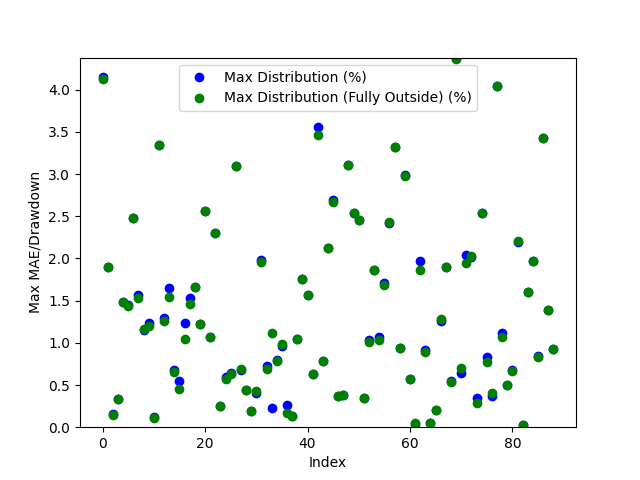 Max Distribution (%)
Max Distribution (Fully Outside) (%)
Max MAE/Drawdown
4.0
3.5
3.0
2.5
2.0
1.5
1.0
0.5
0.0
0 20 40 60 80
Index